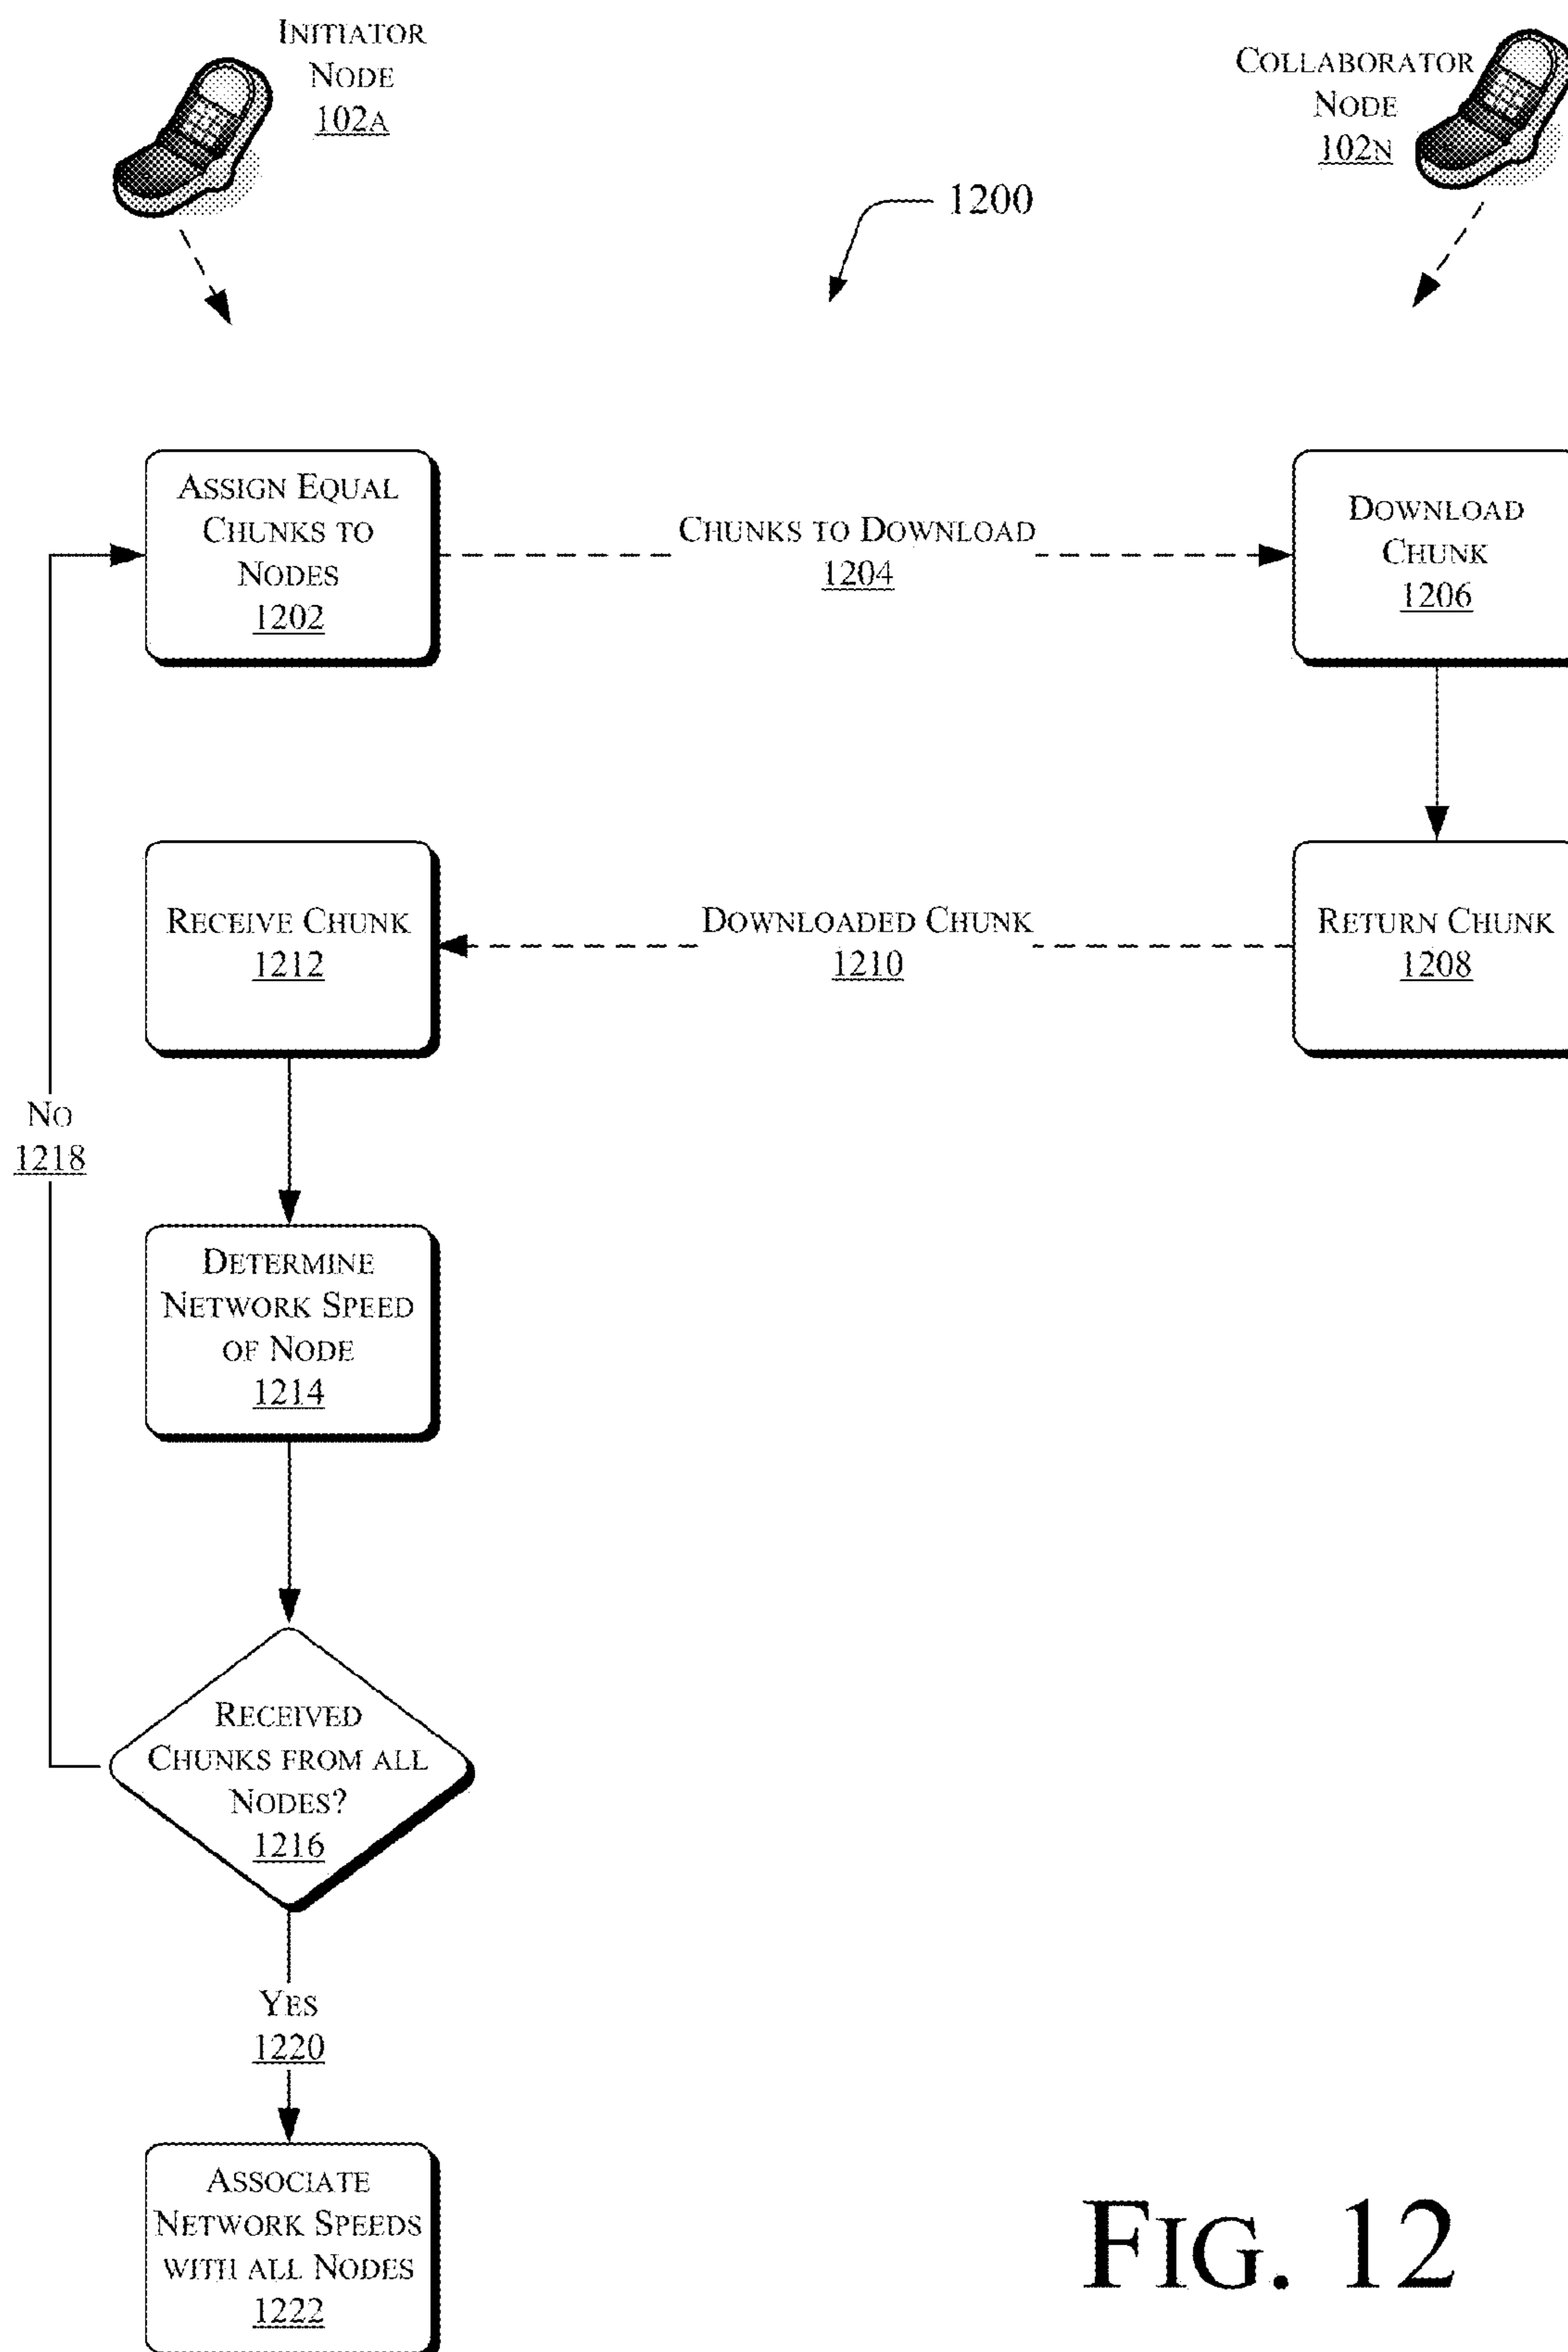 INITIATOR
NODE
102A
COLLABORATOR
NODE
102N
1200
ASSIGN EQUAL
CHUNKS TO
NODES
1202
CHUNKS TO DOWNLOAD
1204
DOWNLOAD
CHUNK
1206
RECEIVE CHUNK
1212
DOWNLOADED CHUNK
1210
RETURN CHUNK
1208
NO
1218
DETERMINE
NETWORK SPEED
OF NODE
1214
RECEIVED
CHUNKS FROM ALL
NODES?
1216
YES
1220
ASSOCIATE
NETWORK SPEEDS
WITH ALL NODES
1222
FIG. 12